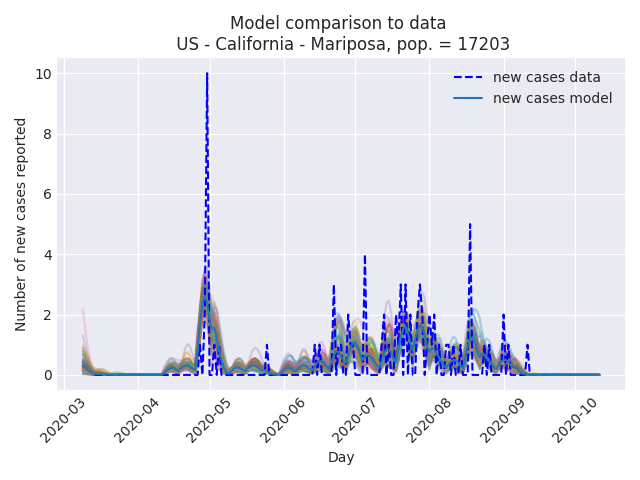 Model comparison to data
US - California - Mariposa, pop. = 17203
new cases data
new cases model
Number of new cases reported
10
8
6
4
2
0
2020-03
2020-04
2020-05
2020-06
2020-07
2020-08
2020-09
2020-10
Day